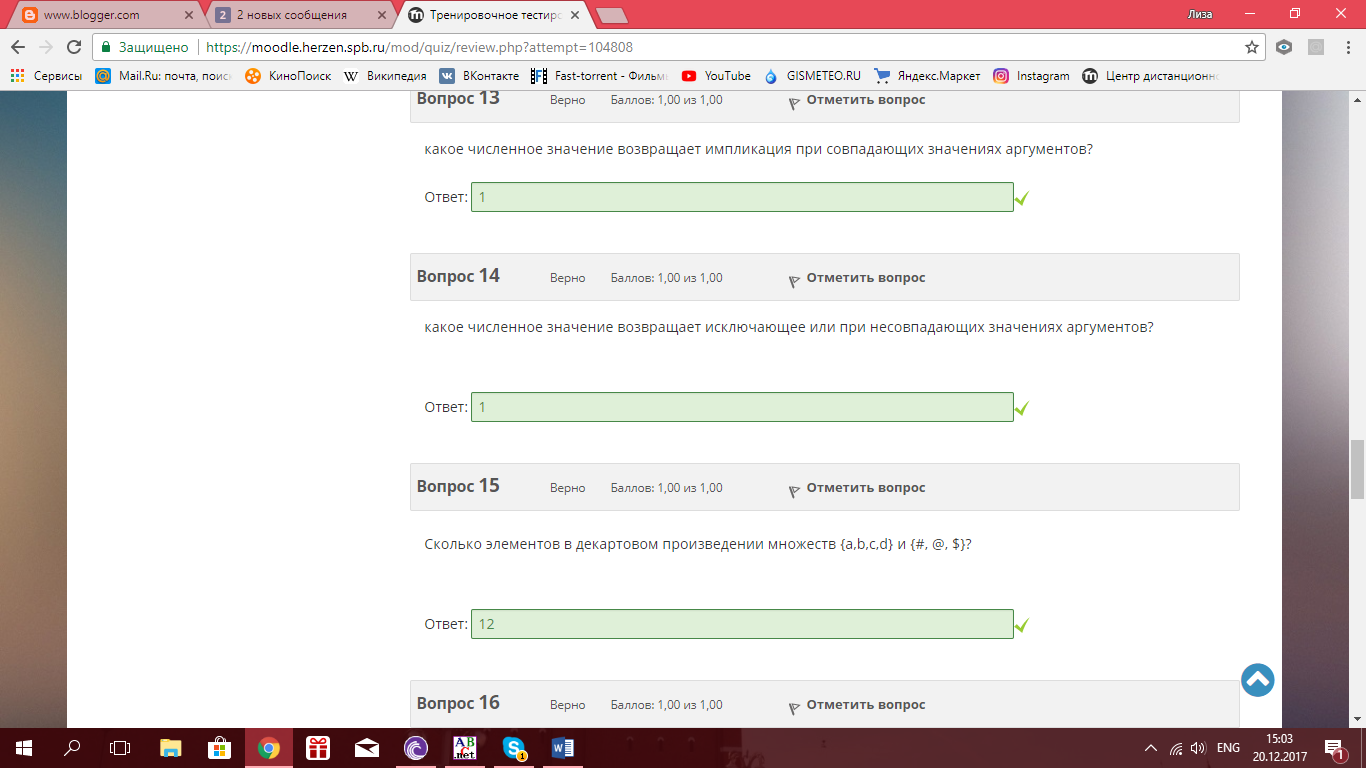 www.blogger.com
2 2 новых сообщения
Тренировочное тестиро
Лиза
Защищено https://moodle.herzen.spb.ru/mod/quiz/review.php?attempt=104808
Сервисы Mail.Ru: почта, поиск КиноПоиск W Википедия ВКонтакте Fast-torrent - Фильмы YouTube GISMETEO.RU Яндекс.Маркет Instagram Центр дистанционно
Вопрос 13 Верно Баллов: 1,00 из 1,00 Отметить вопрос
какое численное значение возвращает импликация при совпадающих значениях аргументов?
Ответ: 1
Вопрос 14 Верно Баллов: 1,00 из 1,00 Отметить вопрос
какое численное значение возвращает исключающее или при несовпадающих значениях аргументов?
Ответ: 1
Вопрос 15 Верно Баллов: 1,00 из 1,00 Отметить вопрос
Сколько элементов в декартовом произведении множеств {a,b,c,d} и {#, @, $}?
Ответ: 12
Вопрос 16 Верно Баллов: 1,00 из 1,00 Отметить вопрос
ENG
15:03
20.12.2017